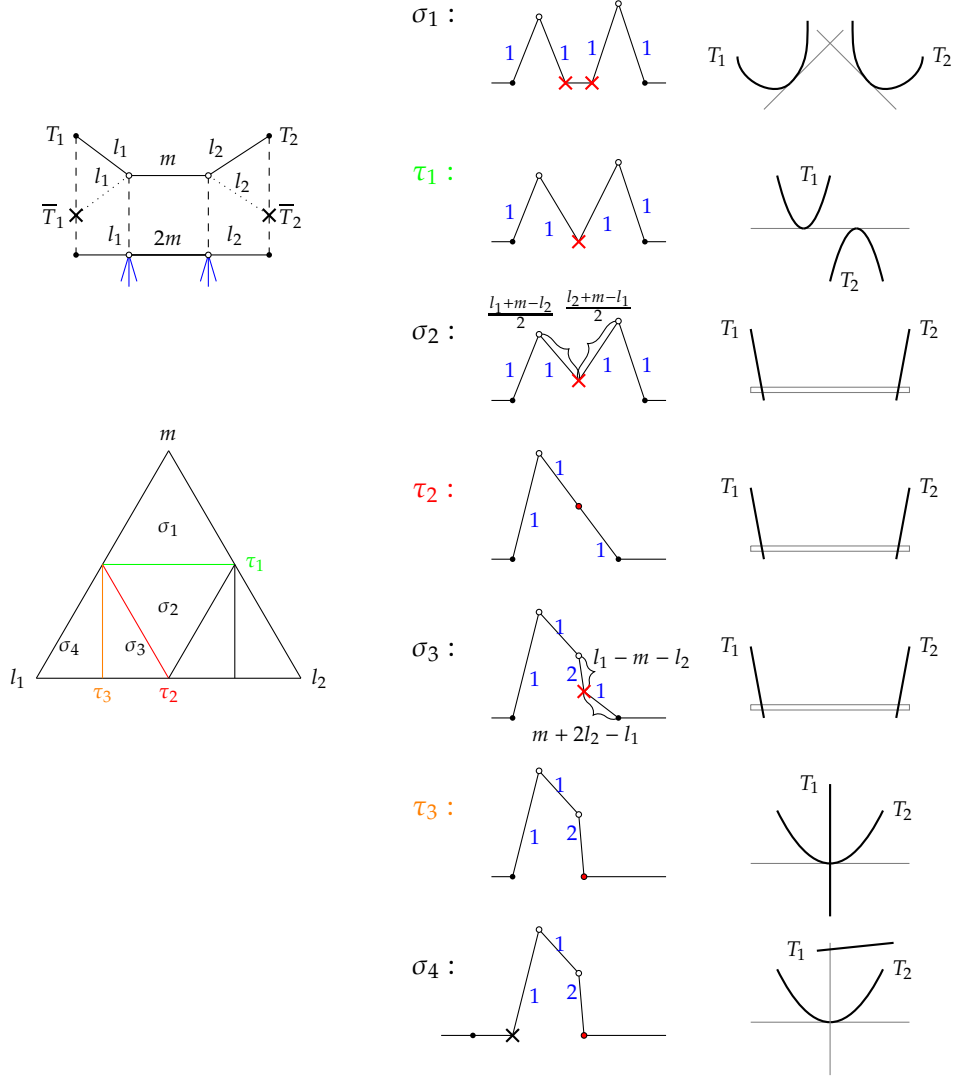 T₁ l₁ m l₂ T₂
l₁ l₂
T̅₁ T̅₂
l₁ 2m l₂
m
σ₁
τ₁
σ₂
σ₄ σ₃
l₁ l₂
τ₃ τ₂
σ₁ :
1 1 1 1
T₁ T₂
τ₁ :
1 1 1 1
T₁
T₂
σ₂ :
(l₁+m−l₂)/2 (l₂+m−l₁)/2
1 1 1 1
T₁ T₂
τ₂ :
1
1
1
T₁ T₂
σ₃ :
1
1 2 l₁ − m − l₂
1
m + 2l₂ − l₁
T₁ T₂
τ₃ :
1
1 2
T₁
T₂
σ₄ :
1
1 2
T₁
T₂